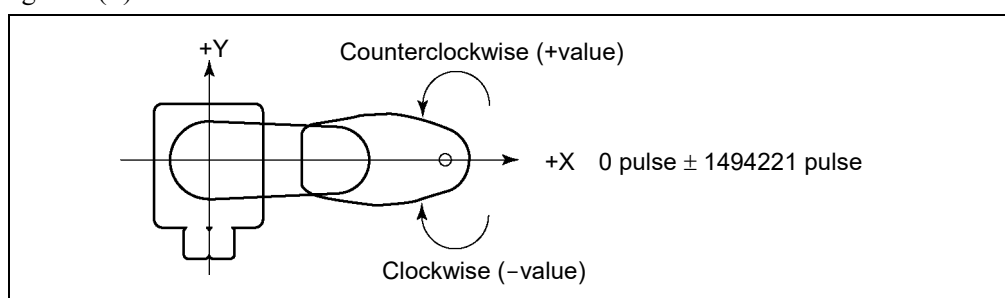 +Y
Counterclockwise (+value)
+X 0 pulse ± 1494221 pulse
Clockwise (−value)